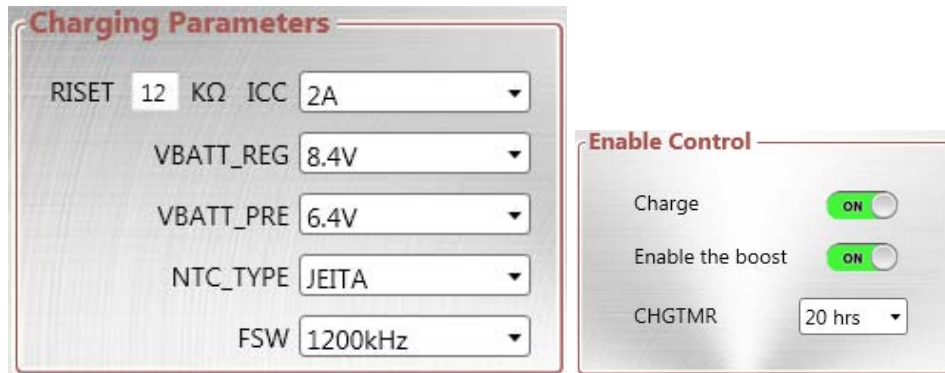 Charging Parameters
RISET 12 KΩ ICC 2A
VBATT_REG 8.4V
VBATT_PRE 6.4V
NTC_TYPE JEITA
FSW 1200kHz
Enable Control
Charge ON
Enable the boost ON
CHGTMR 20 hrs